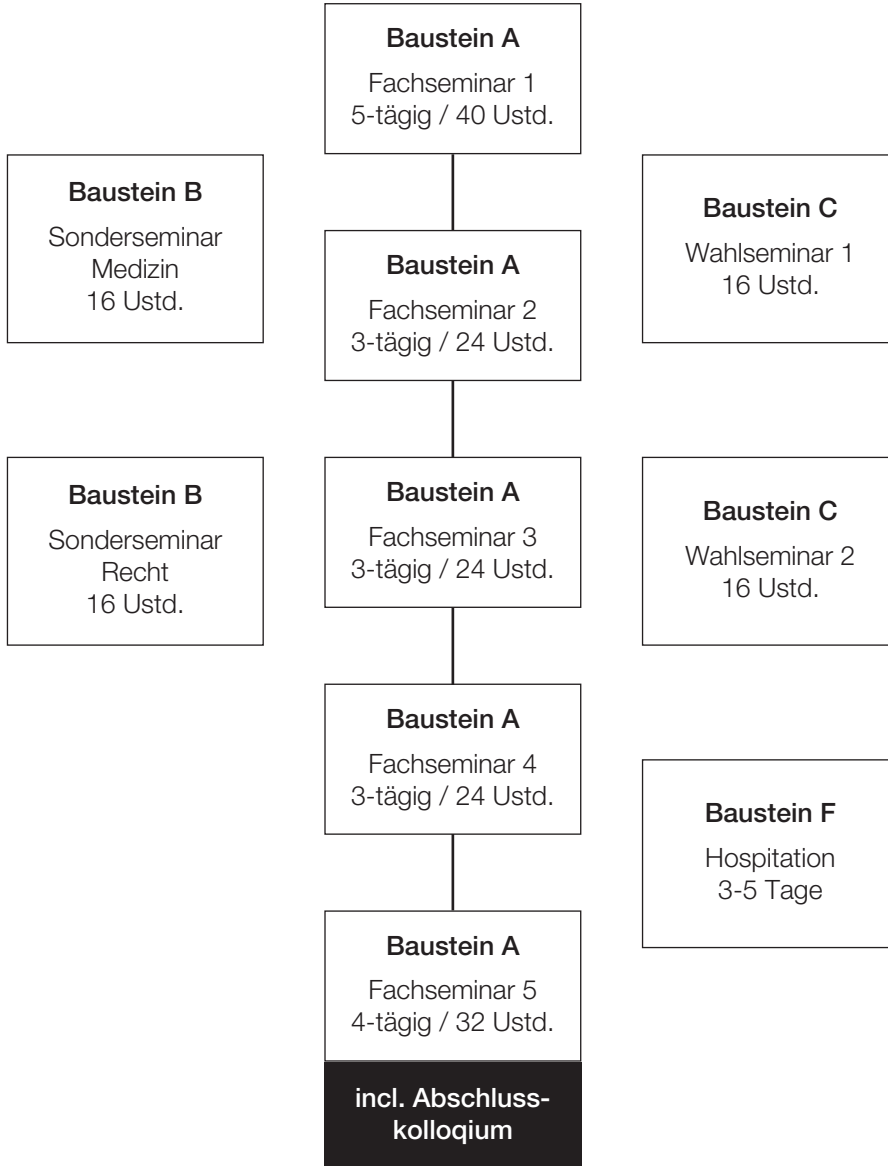 Baustein A
Fachseminar 1
5-tägig / 40 Ustd.
Baustein B
Sonderseminar
Medizin
16 Ustd.
Baustein A
Fachseminar 2
3-tägig / 24 Ustd.
Baustein C
Wahlseminar 1
16 Ustd.
Baustein B
Sonderseminar
Recht
16 Ustd.
Baustein A
Fachseminar 3
3-tägig / 24 Ustd.
Baustein C
Wahlseminar 2
16 Ustd.
Baustein A
Fachseminar 4
3-tägig / 24 Ustd.
Baustein F
Hospitation
3-5 Tage
Baustein A
Fachseminar 5
4-tägig / 32 Ustd.
incl. Abschluss-
kolloqium